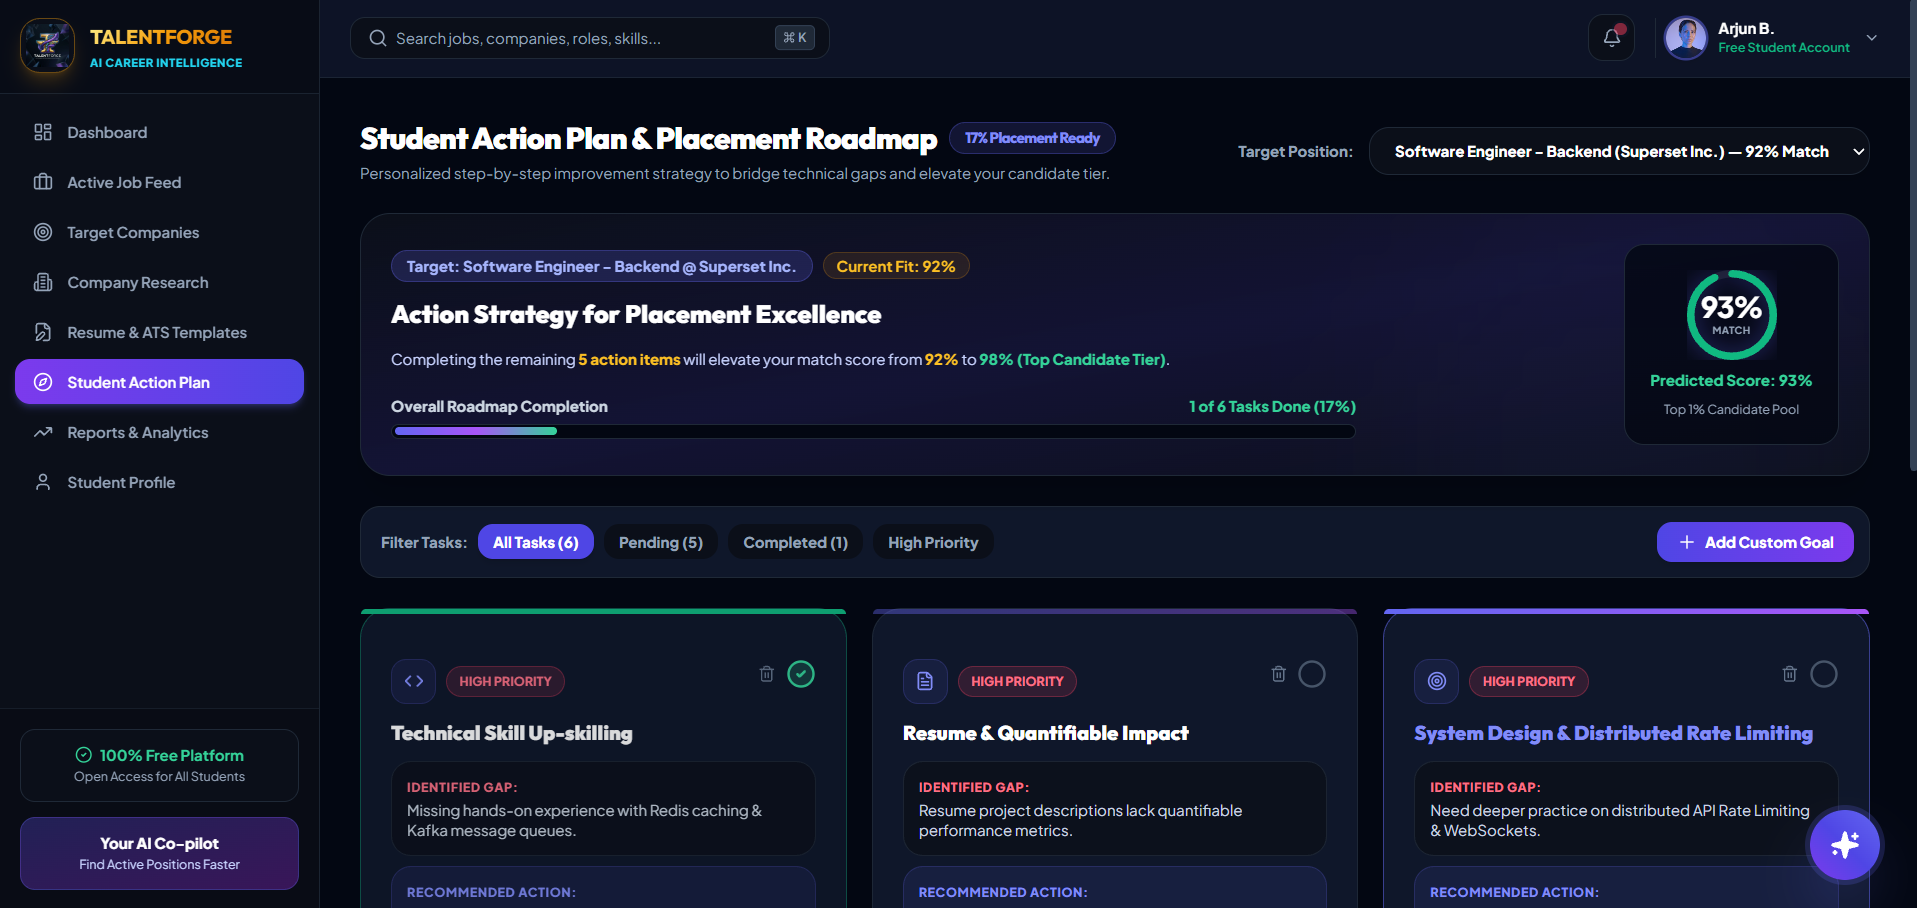 TALENTFORGE
AI CAREER INTELLIGENCE
Search jobs, companies, roles, skills...
⌘ K
Arjun B.
Free Student Account
Dashboard
Active Job Feed
Target Companies
Company Research
Resume & ATS Templates
Student Action Plan
Reports & Analytics
Student Profile
100% Free Platform
Open Access for All Students
Your AI Co-pilot
Find Active Positions Faster
Student Action Plan & Placement Roadmap
17% Placement Ready
Personalized step-by-step improvement strategy to bridge technical gaps and elevate your candidate tier.
Target Position:
Software Engineer - Backend (Superset Inc.) — 92% Match
Target: Software Engineer - Backend @ Superset Inc.
Current Fit: 92%
Action Strategy for Placement Excellence
Completing the remaining 5 action items will elevate your match score from 92% to 98% (Top Candidate Tier).
Overall Roadmap Completion
1 of 6 Tasks Done (17%)
93%
MATCH
Predicted Score: 93%
Top 1% Candidate Pool
Filter Tasks:
All Tasks (6)
Pending (5)
Completed (1)
High Priority
Add Custom Goal
HIGH PRIORITY
Technical Skill Up-skilling
IDENTIFIED GAP:
Missing hands-on experience with Redis caching &
Kafka message queues.
RECOMMENDED ACTION:
HIGH PRIORITY
Resume & Quantifiable Impact
IDENTIFIED GAP:
Resume project descriptions lack quantifiable
performance metrics.
RECOMMENDED ACTION:
HIGH PRIORITY
System Design & Distributed Rate Limiting
IDENTIFIED GAP:
Need deeper practice on distributed API Rate Limiting
& WebSockets.
RECOMMENDED ACTION: